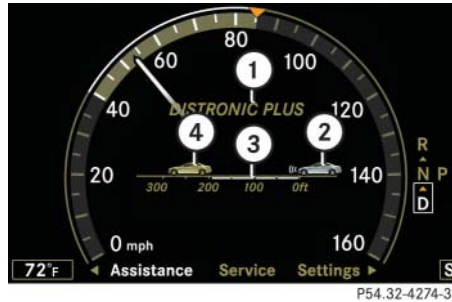 80
60
100
1
40
DISTRONIC PLUS
120
4
3
2
R
20
140
N P
300 200 100 0ft
D
0 mph
160
72°F
Assistance Service Settings
S
P54.32-4274-3